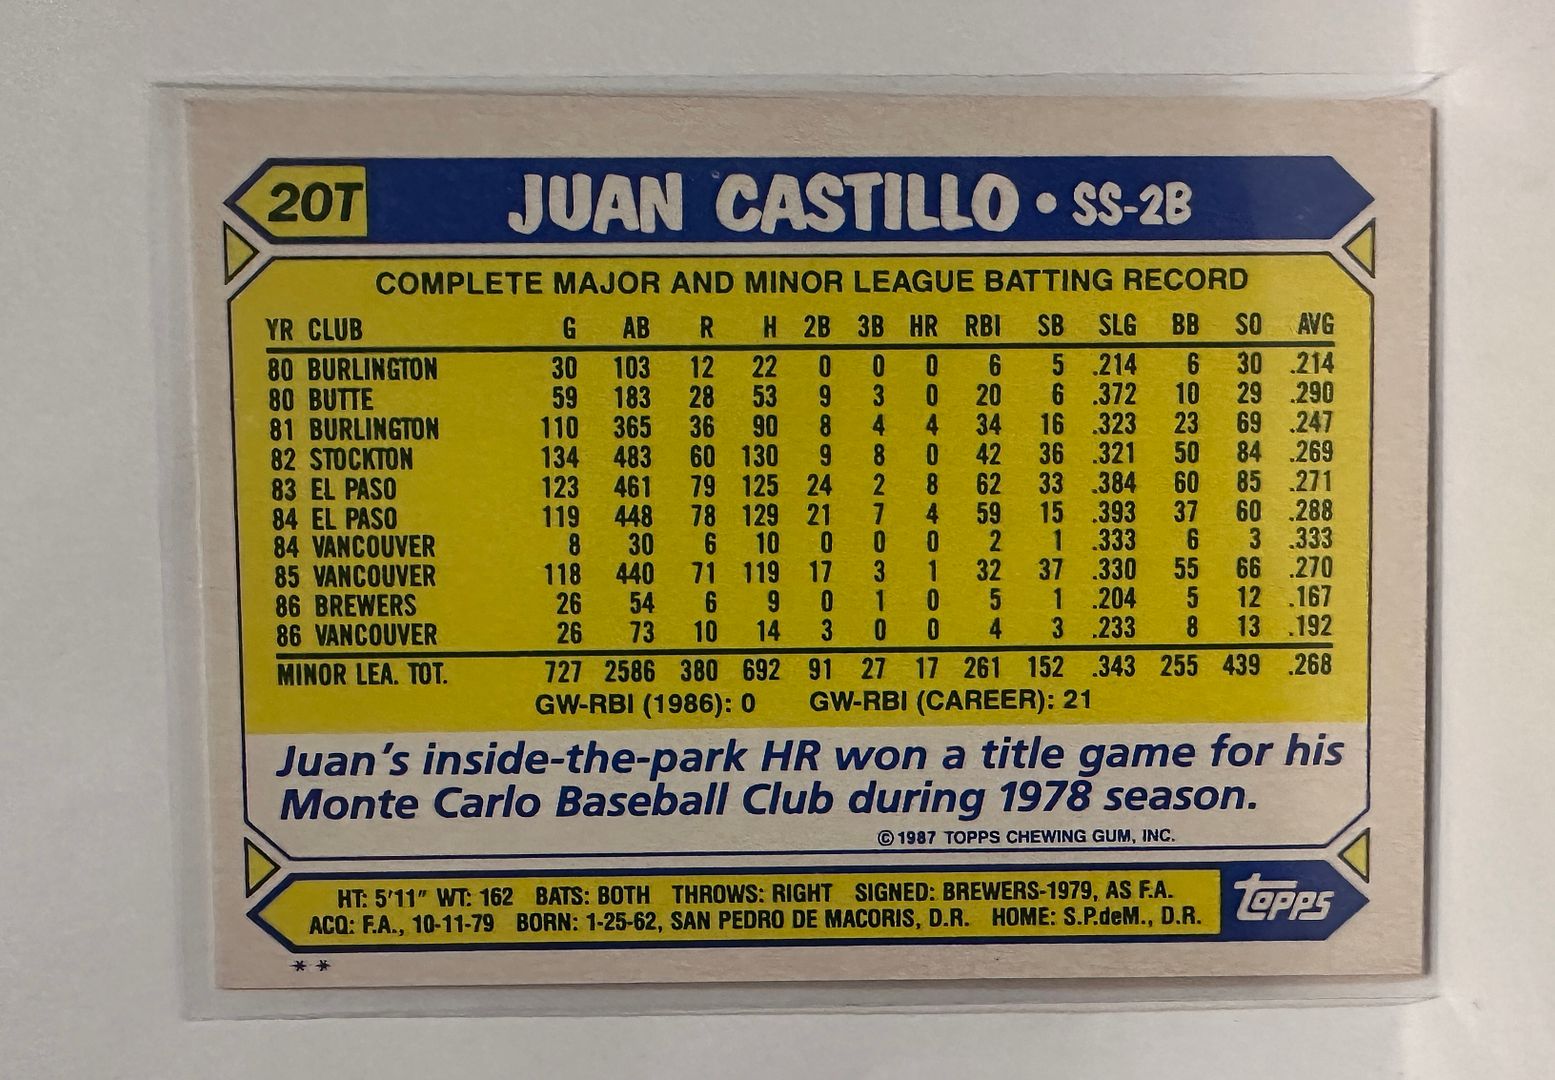 20T JUAN CASTILLO • SS-2B
COMPLETE MAJOR AND MINOR LEAGUE BATTING RECORD
YR CLUB G AB R H 2B 3B HR RBI SB SLG BB SO AVG
80 BURLINGTON 30 103 12 22 0 0 0 6 5 .214 6 30 .214
80 BUTTE 59 183 28 53 9 3 0 20 6 .372 10 29 .290
81 BURLINGTON 110 365 36 90 8 4 4 34 16 .323 23 69 .247
82 STOCKTON 134 483 60 130 9 8 0 42 36 .321 50 84 .269
83 EL PASO 123 461 79 125 24 2 8 62 33 .384 60 85 .271
84 EL PASO 119 448 78 129 21 7 4 59 15 .393 37 60 .288
84 VANCOUVER 8 30 6 10 0 0 0 2 1 .333 6 3 .333
85 VANCOUVER 118 440 71 119 17 3 1 32 37 .330 55 66 .270
86 BREWERS 26 54 6 9 0 1 0 5 1 .204 5 12 .167
86 VANCOUVER 26 73 10 14 3 0 0 4 3 .233 8 13 .192
MINOR LEA. TOT. 727 2586 380 692 91 27 17 261 152 .343 255 439 .268
GW-RBI (1986): 0 GW-RBI (CAREER): 21
Juan's inside-the-park HR won a title game for his
Monte Carlo Baseball Club during 1978 season.
© 1987 TOPPS CHEWING GUM, INC.
HT: 5'11" WT: 162 BATS: BOTH THROWS: RIGHT SIGNED: BREWERS-1979, AS F.A.
ACQ: F.A., 10-11-79 BORN: 1-25-62, SAN PEDRO DE MACORIS, D.R. HOME: S.P.deM., D.R.
topps
**